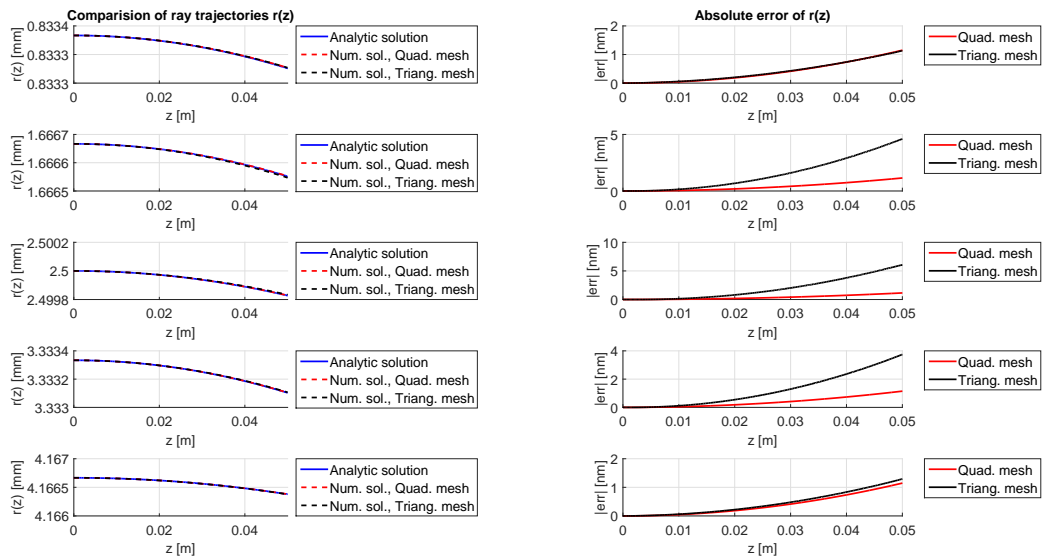 Comparision of ray trajectories r(z)
r(z) [mm]
0.8334
0.8334
0.8333
0
0.02
0.04
z [m]
Analytic solution
Num. sol., Quad. mesh
Num. sol., Triang. mesh
Absolute error of r(z)
|err| [nm]
2
1
0
0
0.01
0.02
0.03
0.04
0.05
z [m]
Quad. mesh
Triang. mesh
r(z) [mm]
1.6667
1.6666
1.6665
0
0.02
0.04
z [m]
Analytic solution
Num. sol., Quad. mesh
Num. sol., Triang. mesh
|err| [nm]
5
0
0
0.01
0.02
0.03
0.04
0.05
z [m]
Quad. mesh
Triang. mesh
r(z) [mm]
2.5002
2.5
2.4998
0
0.02
0.04
z [m]
Analytic solution
Num. sol., Quad. mesh
Num. sol., Triang. mesh
|err| [nm]
10
5
0
0
0.01
0.02
0.03
0.04
0.05
z [m]
Quad. mesh
Triang. mesh
r(z) [mm]
3.3334
3.3332
3.333
0
0.02
0.04
z [m]
Analytic solution
Num. sol., Quad. mesh
Num. sol., Triang. mesh
|err| [nm]
4
2
0
0
0.01
0.02
0.03
0.04
0.05
z [m]
Quad. mesh
Triang. mesh
r(z) [mm]
4.167
4.1665
4.166
0
0.02
0.04
z [m]
Analytic solution
Num. sol., Quad. mesh
Num. sol., Triang. mesh
|err| [nm]
2
1
0
0
0.01
0.02
0.03
0.04
0.05
z [m]
Quad. mesh
Triang. mesh